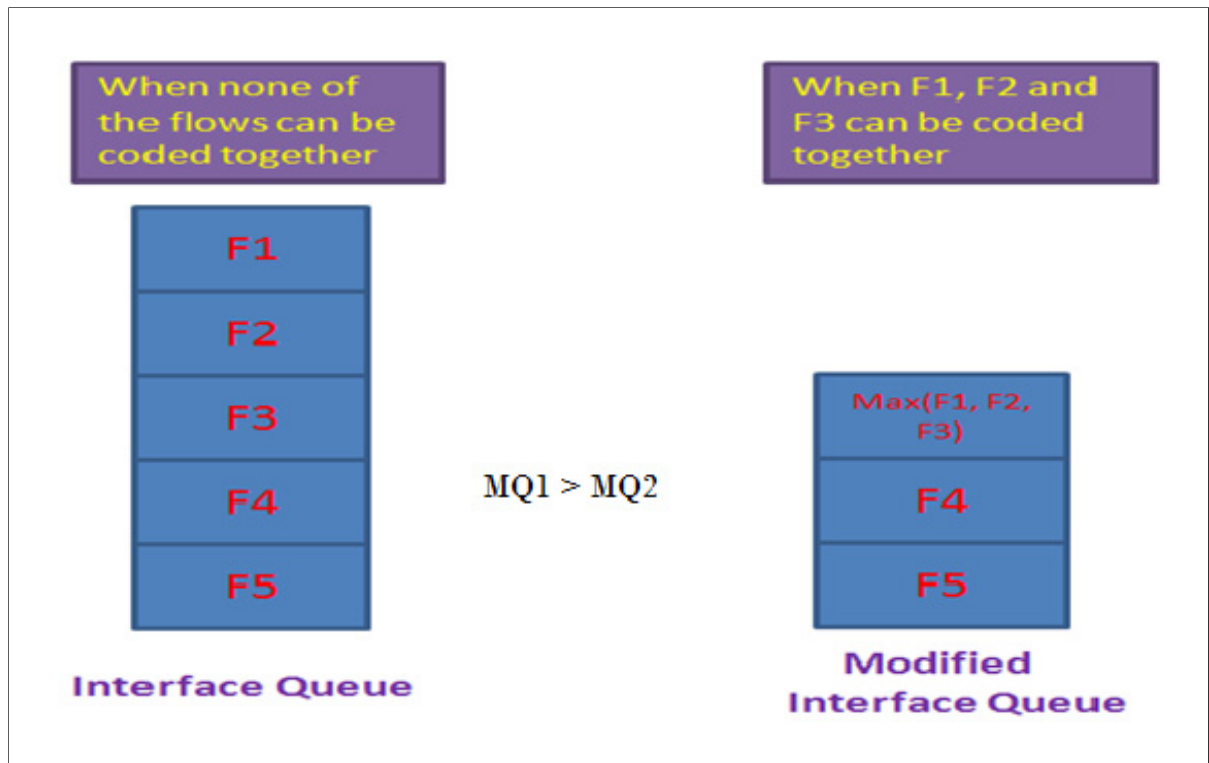 When none of
the flows can be
coded together
F1
F2
F3
F4
F5
Interface Queue
MQ1 > MQ2
When F1, F2 and
F3 can be coded
together
Max(F1, F2,
F3)
F4
F5
Modified
Interface Queue